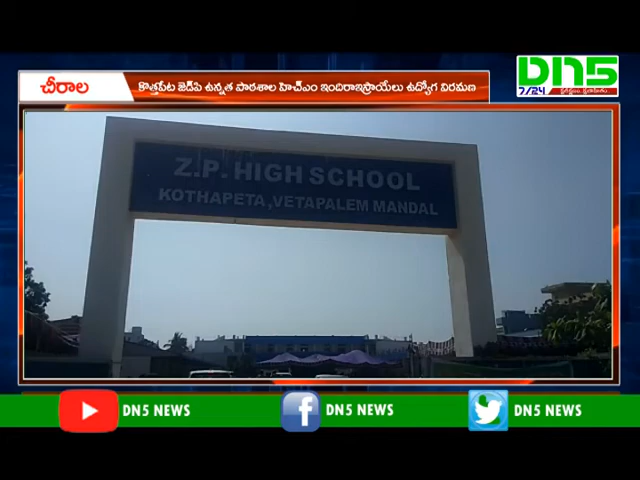 చీరాల
కొత్తపేట జెడ్‌పి ఉన్నత పాఠశాల హెచ్ఎం ఇందిరాఇస్రాయేలు ఉద్యోగ విరమణ
DN5
7/24
Z.P. HIGH SCHOOL
KOTHAPETA,VETAPALEM MANDAL
DN5 NEWS
DN5 NEWS
DN5 NEWS